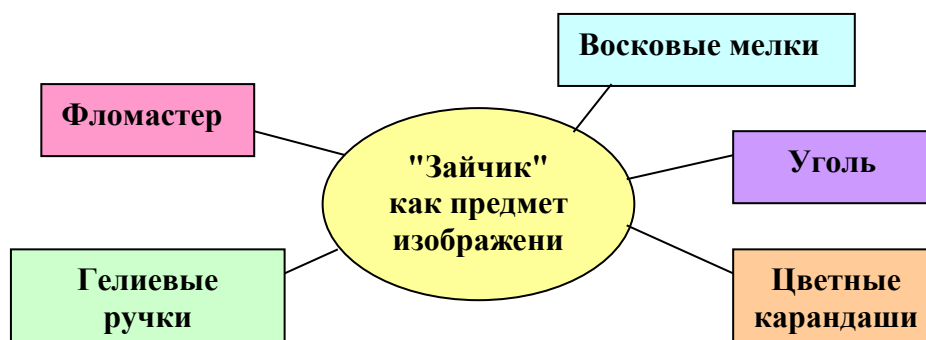 Восковые мелки
Фломастер
"Зайчик"
как предмет
изображени
Уголь
Гелиевые
ручки
Цветные
карандаши